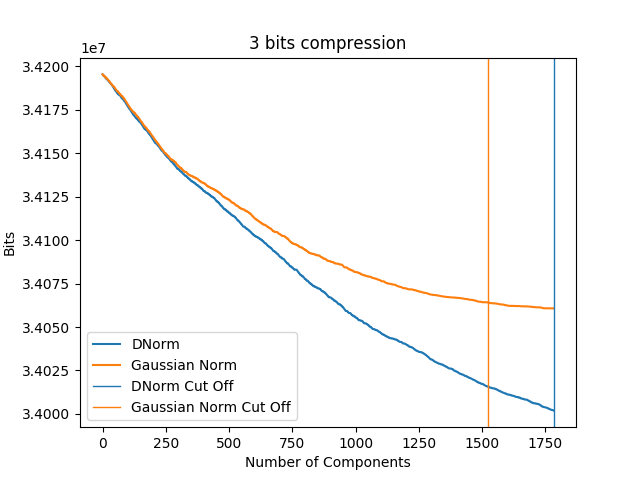 3 bits compression
1e7
3.4200
3.4175
3.4150
3.4125
3.4100
3.4075
3.4050
3.4025
3.4000
Bits
DNorm
Gaussian Norm
DNorm Cut Off
Gaussian Norm Cut Off
0 250 500 750 1000 1250 1500 1750
Number of Components